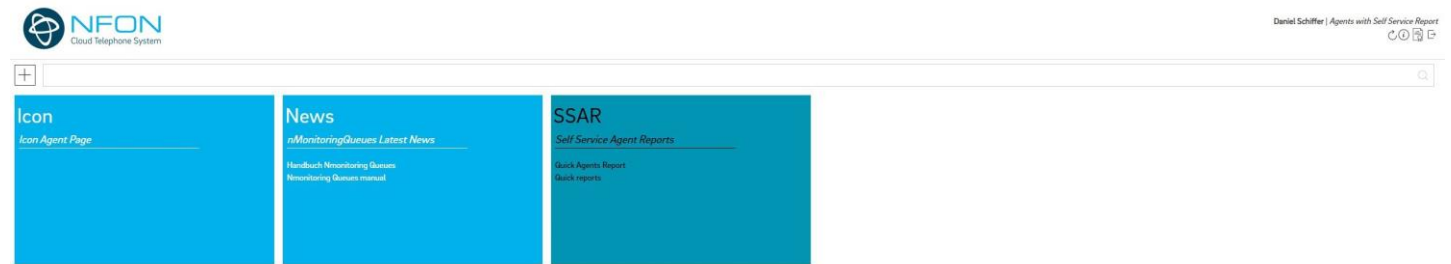 NFON
Cloud Telephone System
Daniel Schiffer | Agents with Self Service Report
Icon
Icon Agent Page
News
nMonitoringQueues Latest News
Handbuch Nmonitoring Queues
Nmonitoring Queues manual
SSAR
Self Service Agent Reports
Quick Agents Report
Quick reports